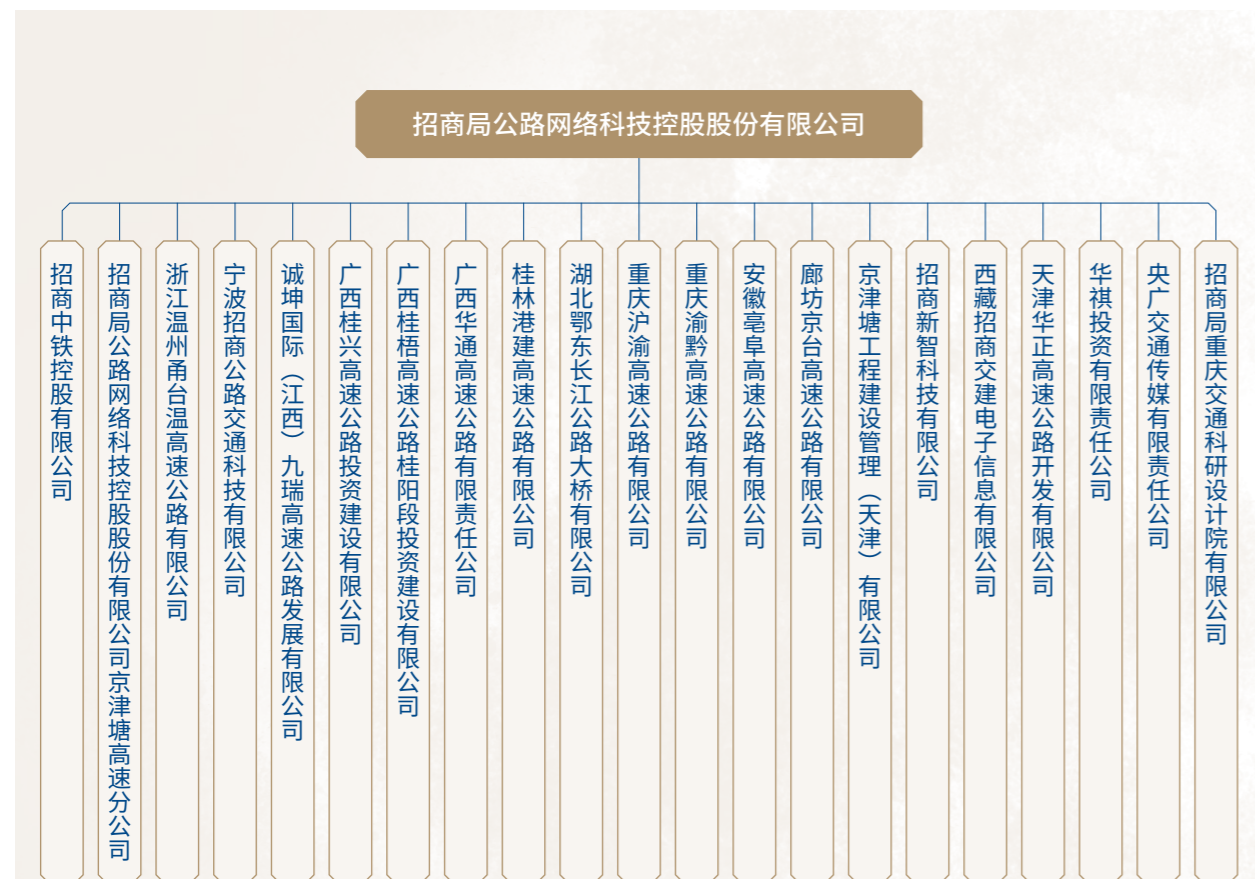 招商局公路网络科技控股股份有限公司
招商中铁控股有限公司
招商局公路网络科技控股股份有限公司京津塘高速分公司
浙江温州甬台温高速公路有限公司
宁波招商公路交通科技有限公司
诚坤国际（江西）九瑞高速公路发展有限公司
广西桂兴高速公路投资建设有限公司
广西桂梧高速公路桂阳段投资建设有限公司
广西华通高速公路有限责任公司
桂林港建高速公路有限公司
湖北鄂东长江公路大桥有限公司
重庆沪渝高速公路有限公司
重庆渝黔高速公路有限公司
安徽亳阜高速公路有限公司
廊坊京台高速公路有限公司
京津塘工程建设管理（天津）有限公司
招商新智科技有限公司
西藏招商交建电子信息有限公司
天津华正高速公路开发有限公司
华祺投资有限责任公司
央广交通传媒有限责任公司
招商局重庆交通科研设计院有限公司